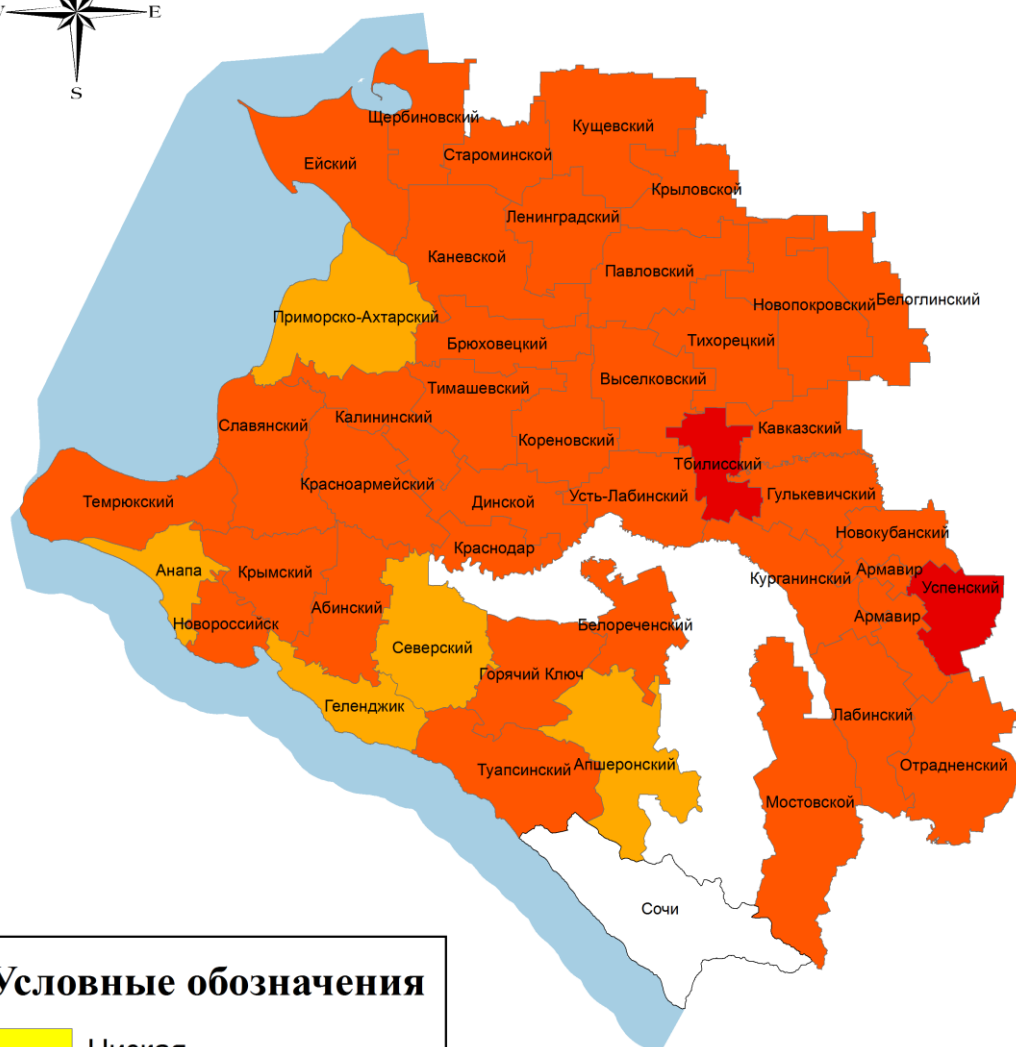 E
S
Щербиновский
Кущевский
Староминской
Ейский
Крыловской
Ленинградский
Каневской
Павловский
Белоглинский
Новопокровский
Приморско-Ахтарский
Тихорецкий
Брюховецкий
Выселковский
Тимашевский
Калининский
Славянский
Кавказский
Кореновский
Тбилисский
Красноармейский
Гулькевичский
Усть-Лабинский
Темрюкский
Динской
Новокубанский
Краснодар
Анапа
Крымский
Армавир
Курганинский
Успенский
Абинский
Армавир
Новороссийск
Белореченский
Северский
Горячий Ключ
Геленджик
Лабинский
Апшеронский
Отрадненский
Туапсинский
Мостовской
Сочи
Условные обозначения